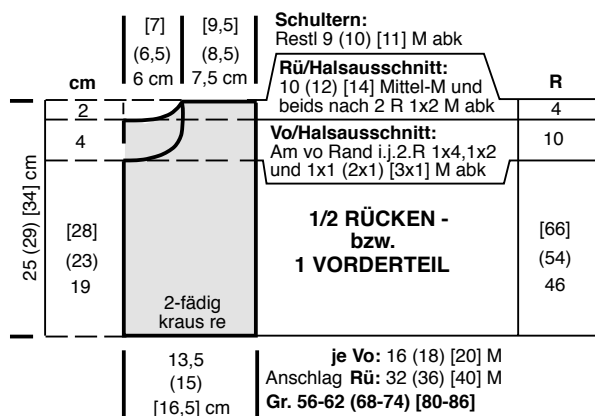 [7] [9,5]
(6,5) (8,5)
6 cm 7,5 cm
Schultern:
Restl 9 (10) [11] M abk
Rü/Halsausschnitt:
10 (12) [14] Mittel-M und
beids nach 2 R 1x2 M abk
cm
R
2
4
4
10
Vo/Halsausschnitt:
Am vo Rand i.j.2.R 1x4,1x2
und 1x1 (2x1) [3x1] M abk
25 (29) [34] cm
[28]
(23)
19
1/2 RÜCKEN -
bzw.
1 VORDERTEIL
[66]
(54)
46
2-fädig
kraus re
13,5
(15)
[16,5] cm
je Vo: 16 (18) [20] M
Anschlag Rü: 32 (36) [40] M
Gr. 56-62 (68-74) [80-86]